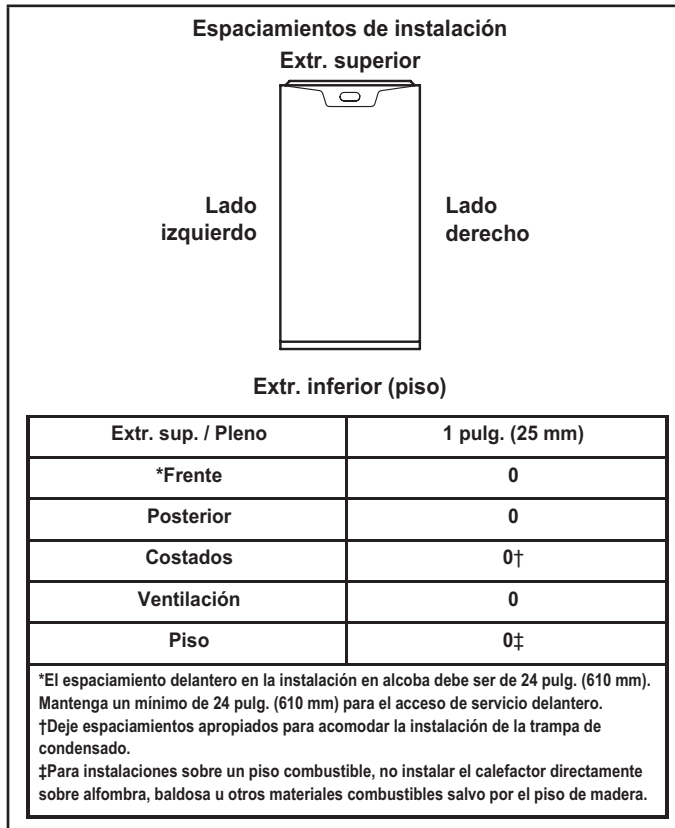 Espaciamientos de instalación
Extr. superior
Lado
izquierdo
Lado
derecho
Extr. inferior (piso)
Extr. sup. / Pleno 1 pulg. (25 mm)
*Frente 0
Posterior 0
Costados 0†
Ventilación 0
Piso 0‡
*El espaciamiento delantero en la instalación en alcoba debe ser de 24 pulg. (610 mm).
Mantenga un mínimo de 24 pulg. (610 mm) para el acceso de servicio delantero.
†Deje espaciamientos apropiados para acomodar la instalación de la trampa de
condensado.
‡Para instalaciones sobre un piso combustible, no instalar el calefactor directamente
sobre alfombra, baldosa u otros materiales combustibles salvo por el piso de madera.